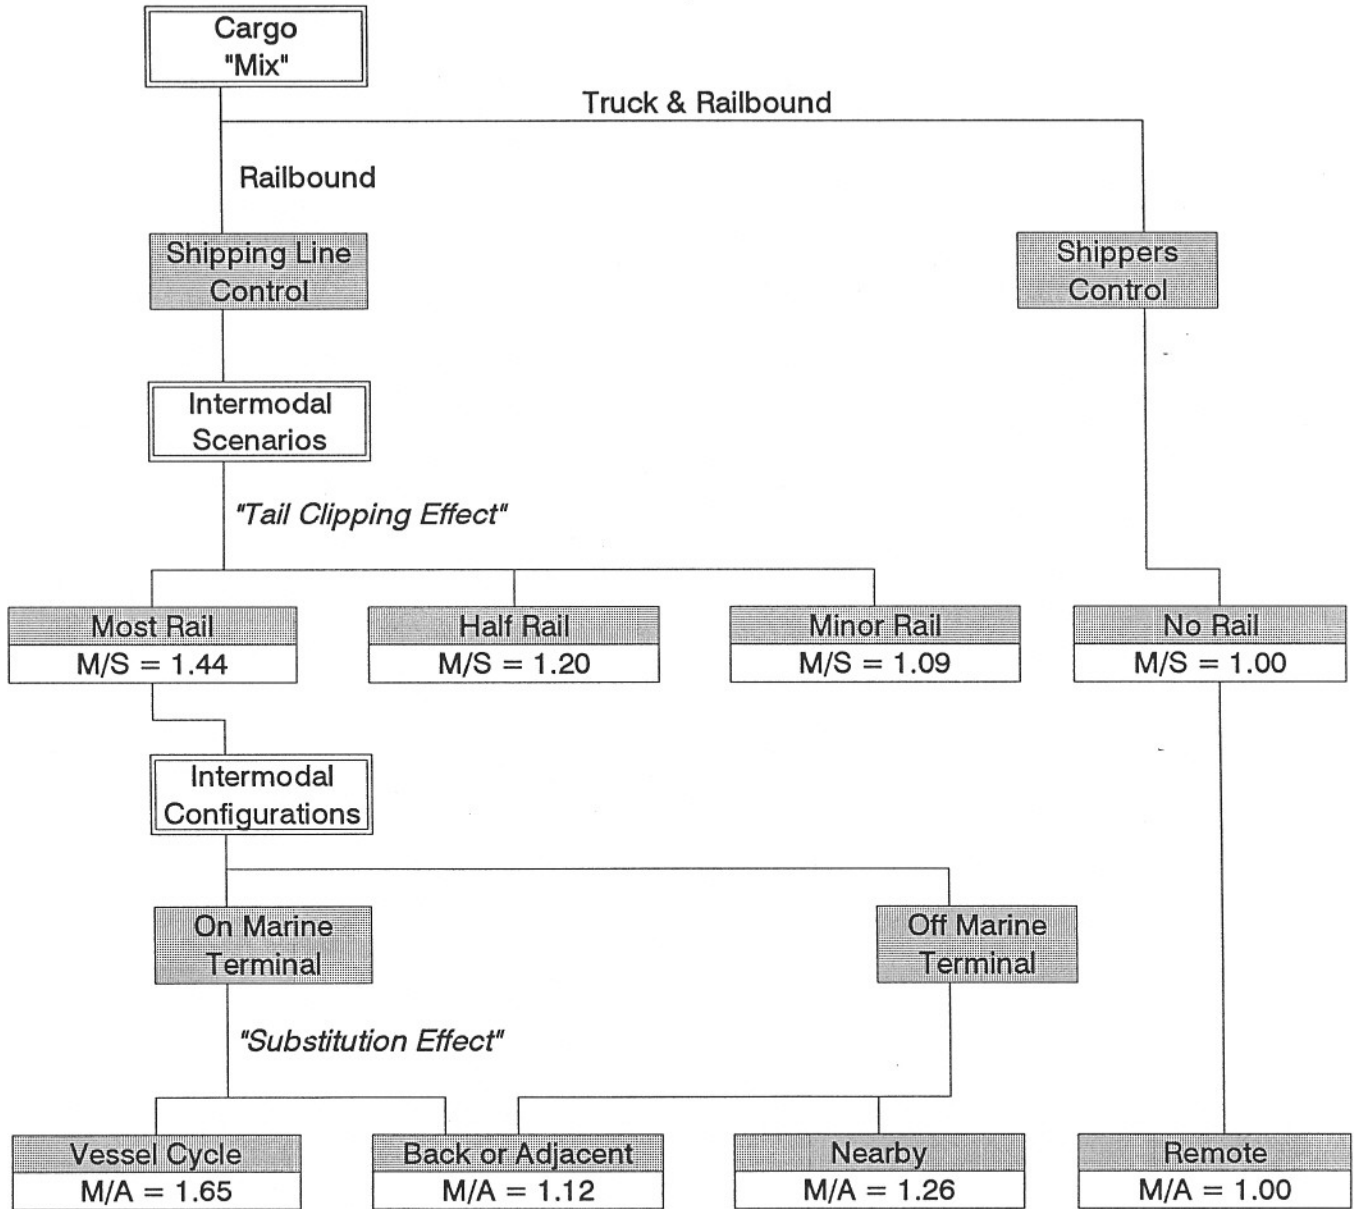 Cargo
"Mix"
Truck & Railbound
Railbound
Shipping Line
Control
Shippers
Control
Intermodal
Scenarios
"Tail Clipping Effect"
Most Rail
M/S = 1.44
Half Rail
M/S = 1.20
Minor Rail
M/S = 1.09
No Rail
M/S = 1.00
Intermodal
Configurations
On Marine
Terminal
Off Marine
Terminal
"Substitution Effect"
Vessel Cycle
M/A = 1.65
Back or Adjacent
M/A = 1.12
Nearby
M/A = 1.26
Remote
M/A = 1.00